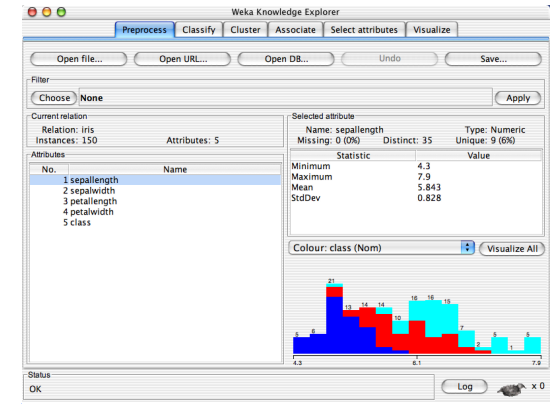 Weka Knowledge Explorer
Preprocess Classify Cluster Associate Select attributes Visualize
Open file... Open URL... Open DB... Undo Save...
Filter
Choose None Apply
Current relation
Relation: iris
Instances: 150 Attributes: 5
Attributes
No. Name
1 sepallength
2 sepalwidth
3 petallength
4 petalwidth
5 class
Selected attribute
Name: sepallength Type: Numeric
Missing: 0 (0%) Distinct: 35 Unique: 9 (6%)
Statistic Value
Minimum 4.3
Maximum 7.9
Mean 5.843
StdDev 0.828
Colour: class (Nom) Visualize All
5 6 21 13 14 14 10 16 16 15 7 2 5 1 5
4.3 6.1 7.9
Status
OK Log x 0